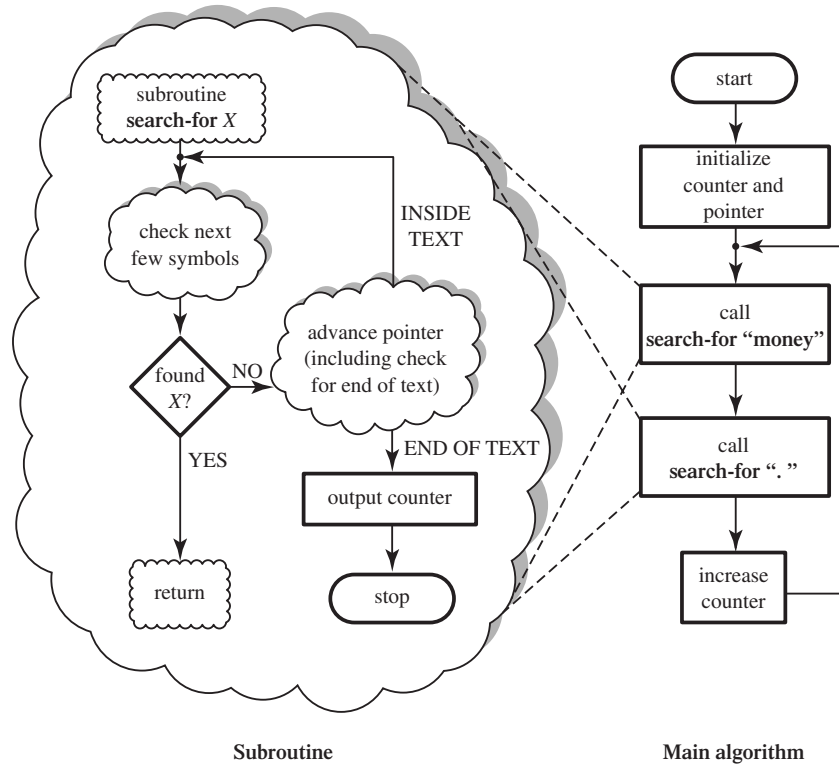 subroutine
search-for X
check next
few symbols
found
X?
NO
YES
return
INSIDE
TEXT
advance pointer
(including check
for end of text)
END OF TEXT
output counter
stop
Subroutine
start
initialize
counter and
pointer
call
search-for “money”
call
search-for “. ”
increase
counter
Main algorithm